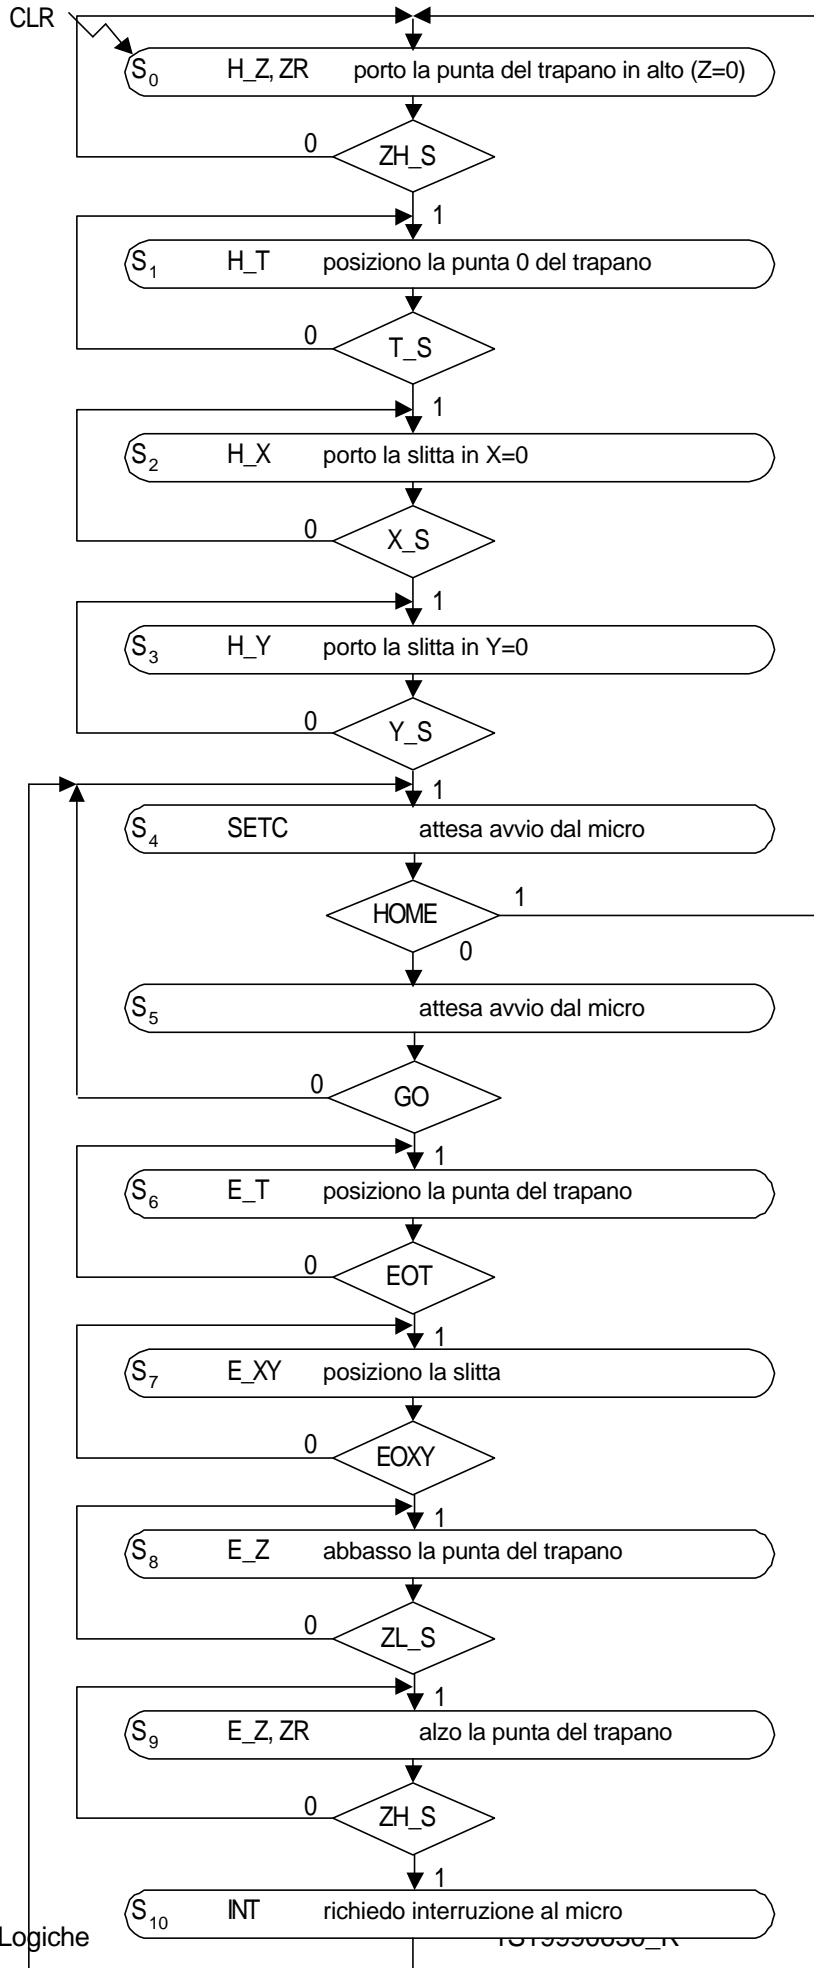 CLR
S0 H_Z, ZR porto la punta del trapano in alto (Z=0)
0
ZH_S
1
S1 H_T posiziono la punta 0 del trapano
0
T_S
1
S2 H_X porto la slitta in X=0
0
X_S
1
S3 H_Y porto la slitta in Y=0
0
Y_S
1
S4 SETC attesa avvio dal micro
HOME
1
0
S5 attesa avvio dal micro
0
GO
1
S6 E_T posiziono la punta del trapano
0
EOT
1
S7 E_XY posiziono la slitta
0
EOXY
1
S8 E_Z abbasso la punta del trapano
0
ZL_S
1
S9 E_Z, ZR alzo la punta del trapano
0
ZH_S
1
S10 INT richiedo interruzione al micro
Logiche